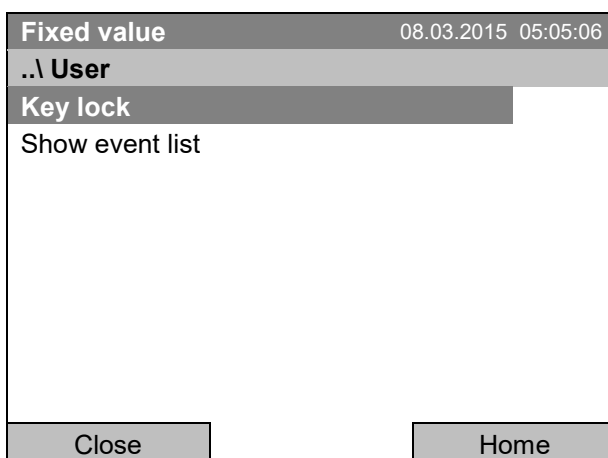 Fixed value 08.03.2015 05:05:06
..\ User
Key lock
Show event list
Close Home